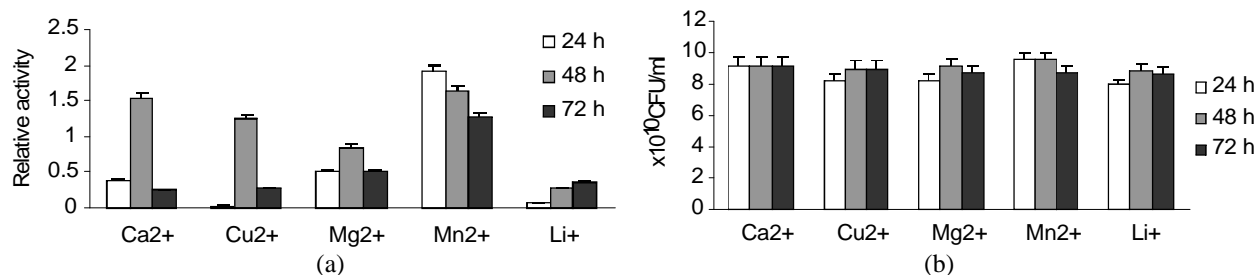 Relative activity
2.5
2
1.5
1
0.5
0
24 h
48 h
72 h
Ca2+ Cu2+ Mg2+ Mn2+ Li+
(a)
x10¹⁰CFU/ml
12
10
8
6
4
2
0
24 h
48 h
72 h
Ca2+ Cu2+ Mg2+ Mn2+ Li+
(b)